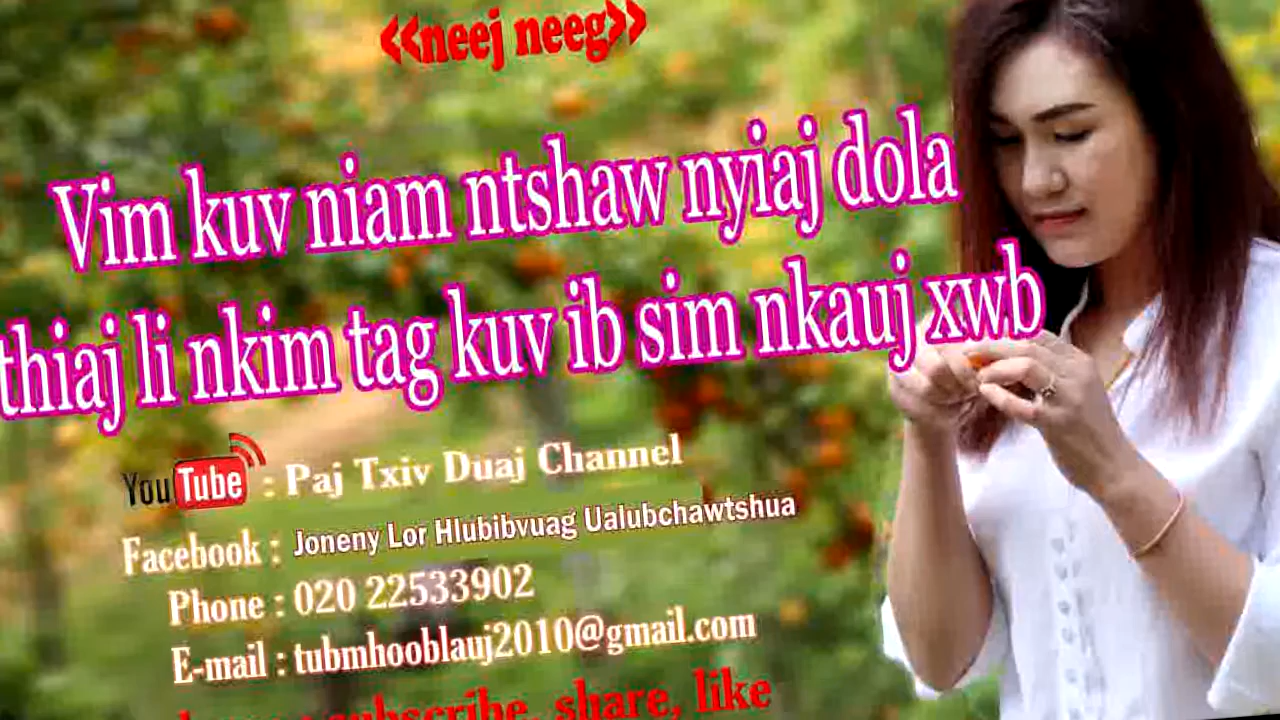 <<neej neeg>>
Vim kuv niam ntshaw nyiaj dola
thiaj li nkim tag kuv ib sim nkauj xwb
YouTube : Paj Txiv Duaj Channel
Facebook : Joneny Lor Hlubibvuag Ualubchawtshua
Phone : 020 22533902
E-mail : tubmhooblauj2010@gmail.com
subscribe, share, like